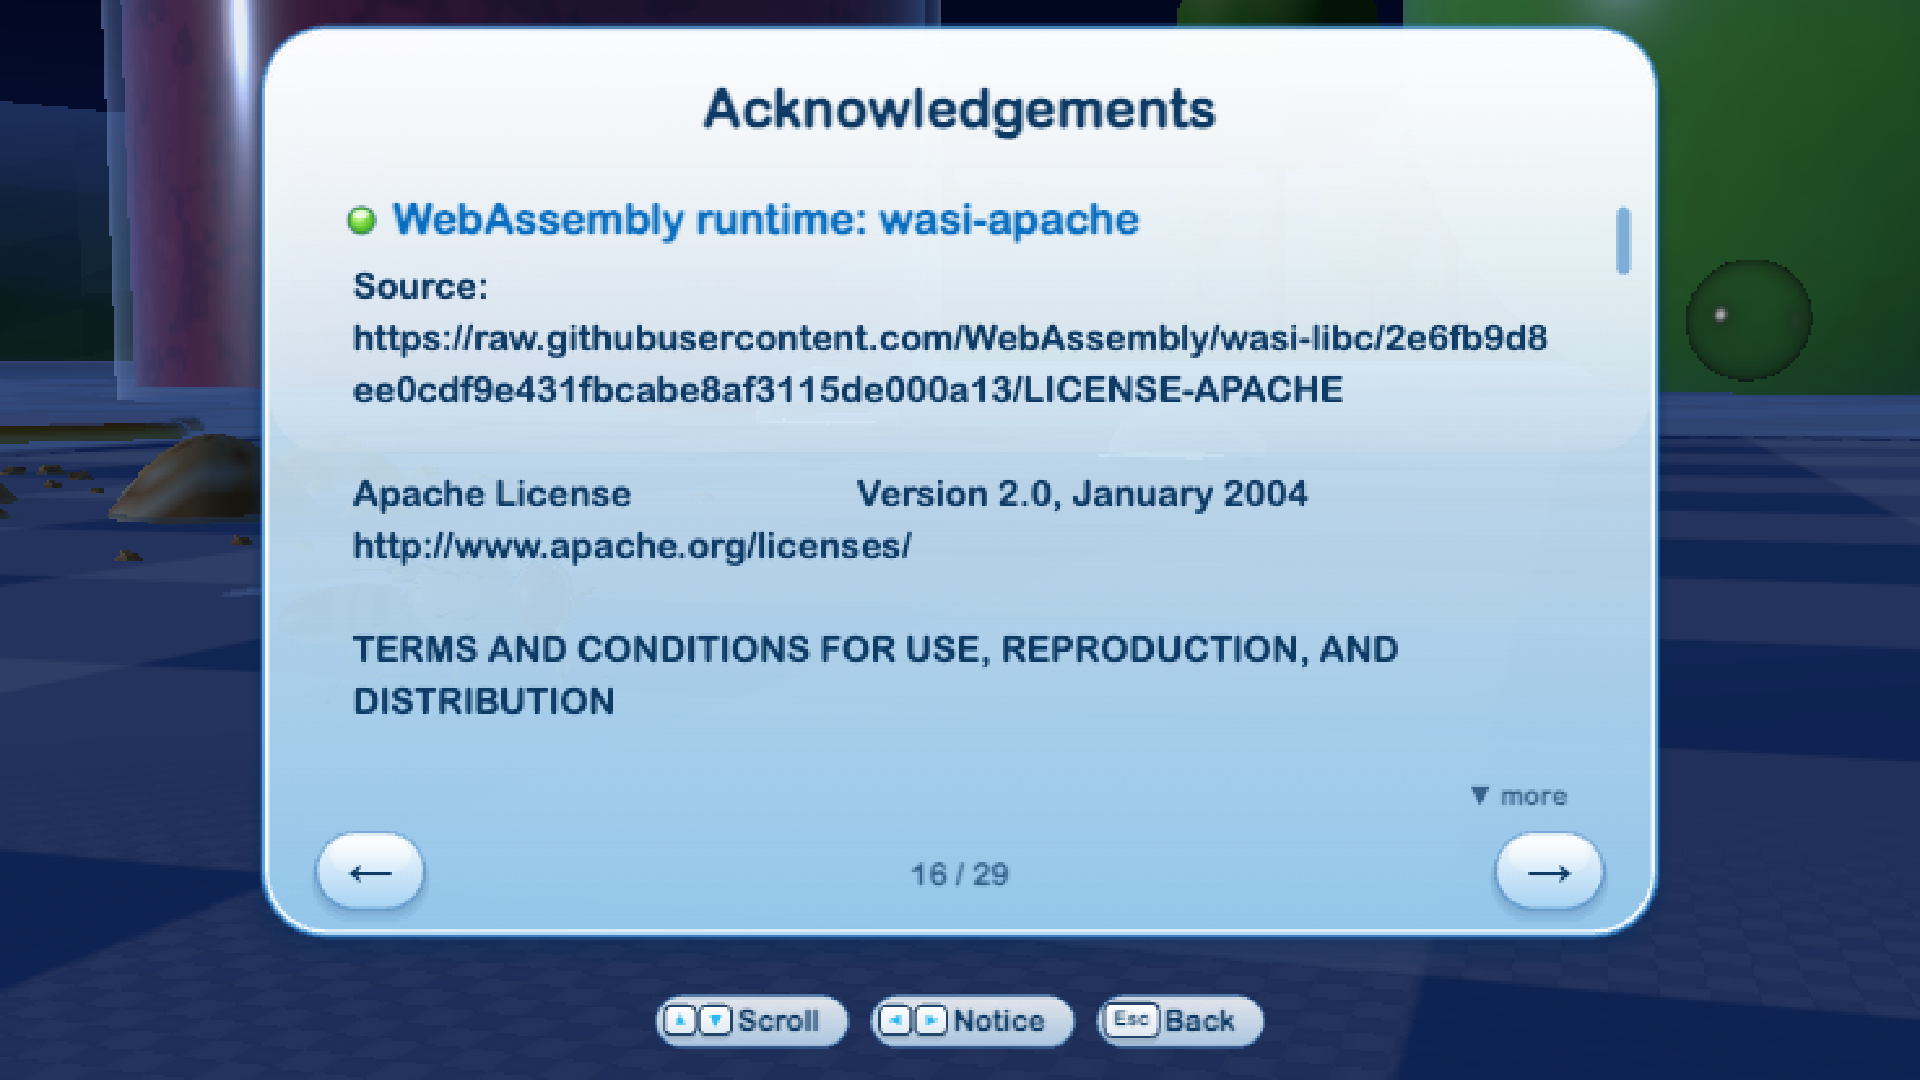 Acknowledgements
WebAssembly runtime: wasi-apache
Source:
https://raw.githubusercontent.com/WebAssembly/wasi-libc/2e6fb9d8
ee0cdf9e431fbcabe8af3115de000a13/LICENSE-APACHE
Apache License Version 2.0, January 2004
http://www.apache.org/licenses/
TERMS AND CONDITIONS FOR USE, REPRODUCTION, AND
DISTRIBUTION
▼ more
← 16 / 29 →
▲ ▼ Scroll ◀ ▶ Notice Esc Back